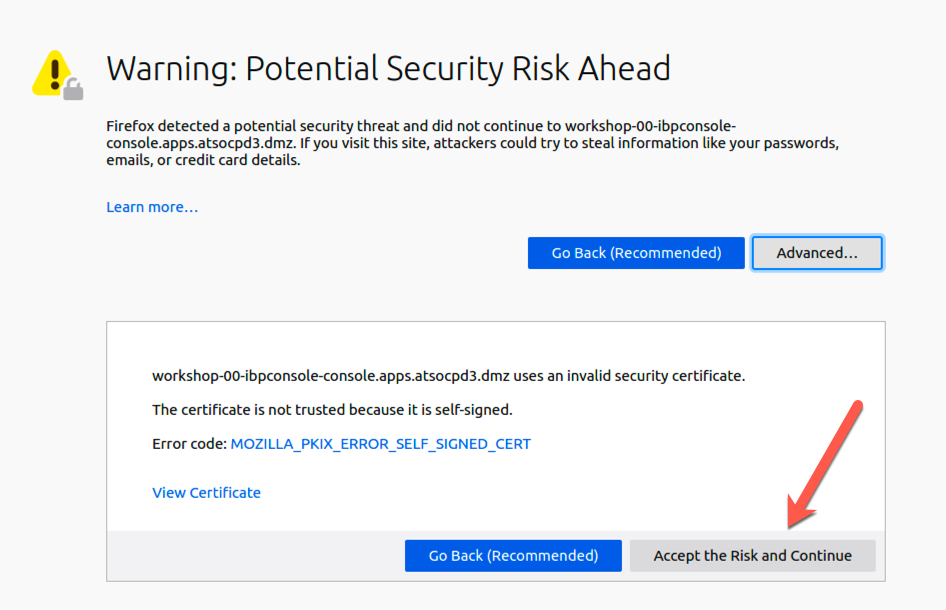 Warning: Potential Security Risk Ahead
Firefox detected a potential security threat and did not continue to workshop-00-ibpconsole-
console.apps.atsocpd3.dmz. If you visit this site, attackers could try to steal information like your passwords,
emails, or credit card details.
Learn more…
Go Back (Recommended)
Advanced…
workshop-00-ibpconsole-console.apps.atsocpd3.dmz uses an invalid security certificate.
The certificate is not trusted because it is self-signed.
Error code: MOZILLA_PKIX_ERROR_SELF_SIGNED_CERT
View Certificate
Go Back (Recommended)
Accept the Risk and Continue